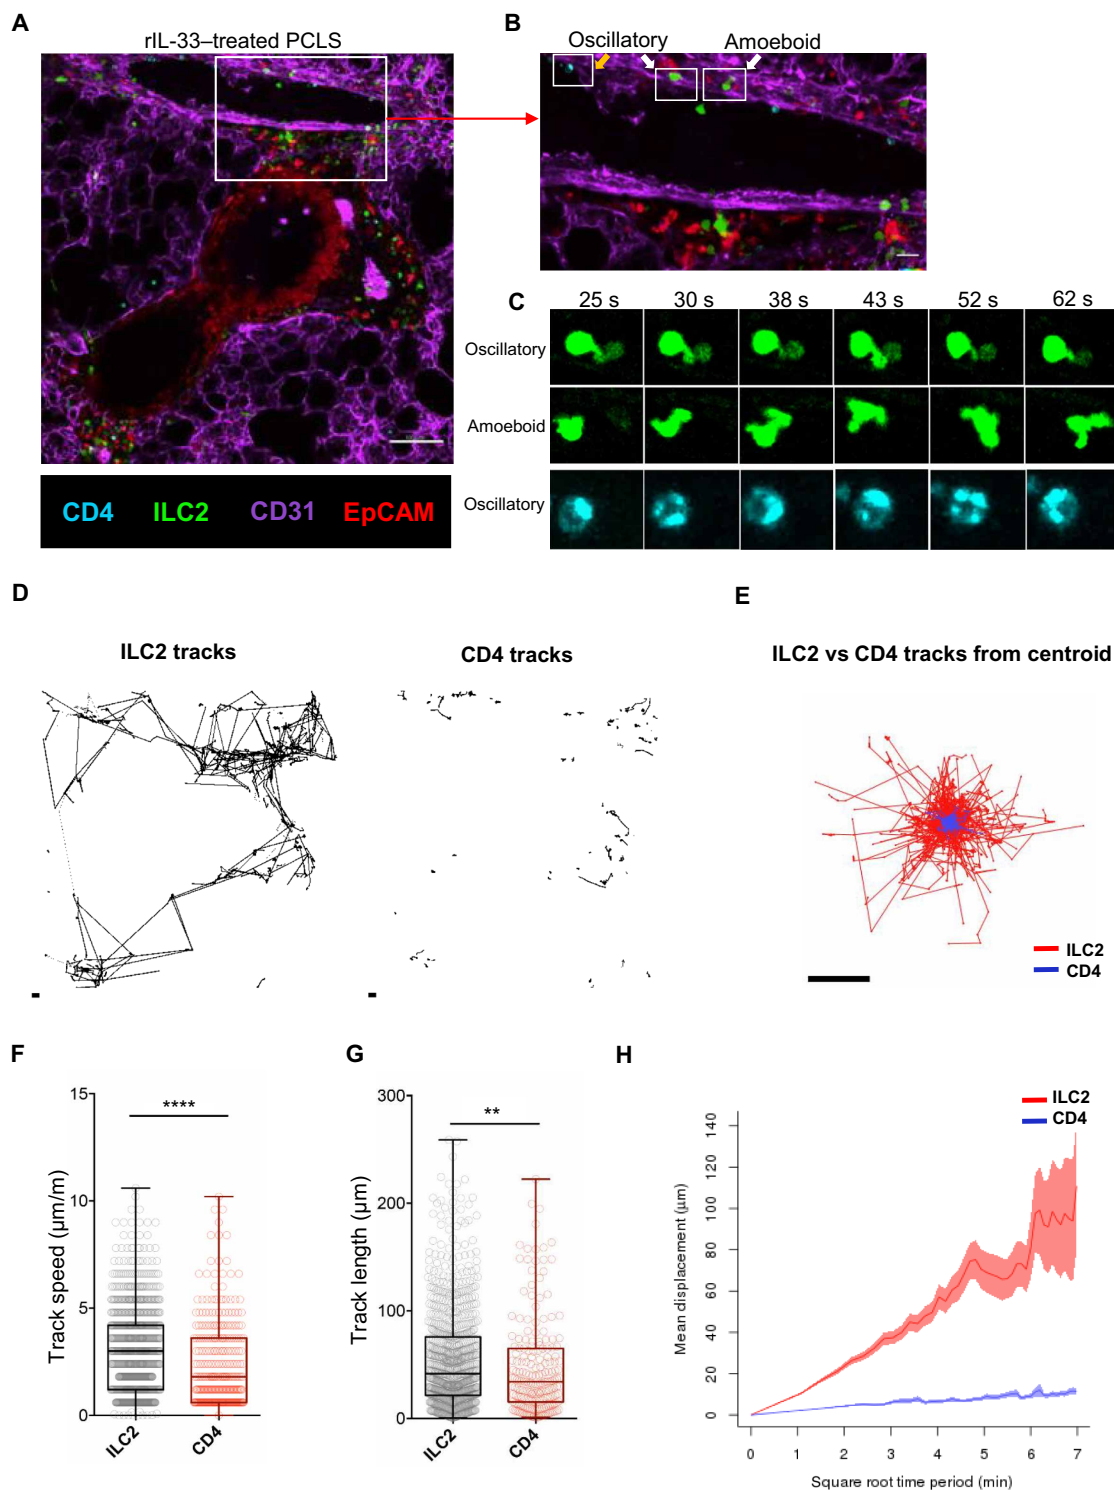 A
rIL-33–treated PCLS
CD4 ILC2 CD31 EpCAM
B
Oscillatory Amoeboid
C
25 s 30 s 38 s 43 s 52 s 62 s
Oscillatory
Amoeboid
Oscillatory
D
ILC2 tracks CD4 tracks
E
ILC2 vs CD4 tracks from centroid
ILC2
CD4
F
Track speed (µm/m)
15
10
5
0
****
ILC2 CD4
G
Track length (µm)
300
200
100
0
**
ILC2 CD4
H
ILC2
CD4
Mean displacement (µm)
140
120
100
80
60
40
20
0
0 1 2 3 4 5 6 7
Square root time period (min)